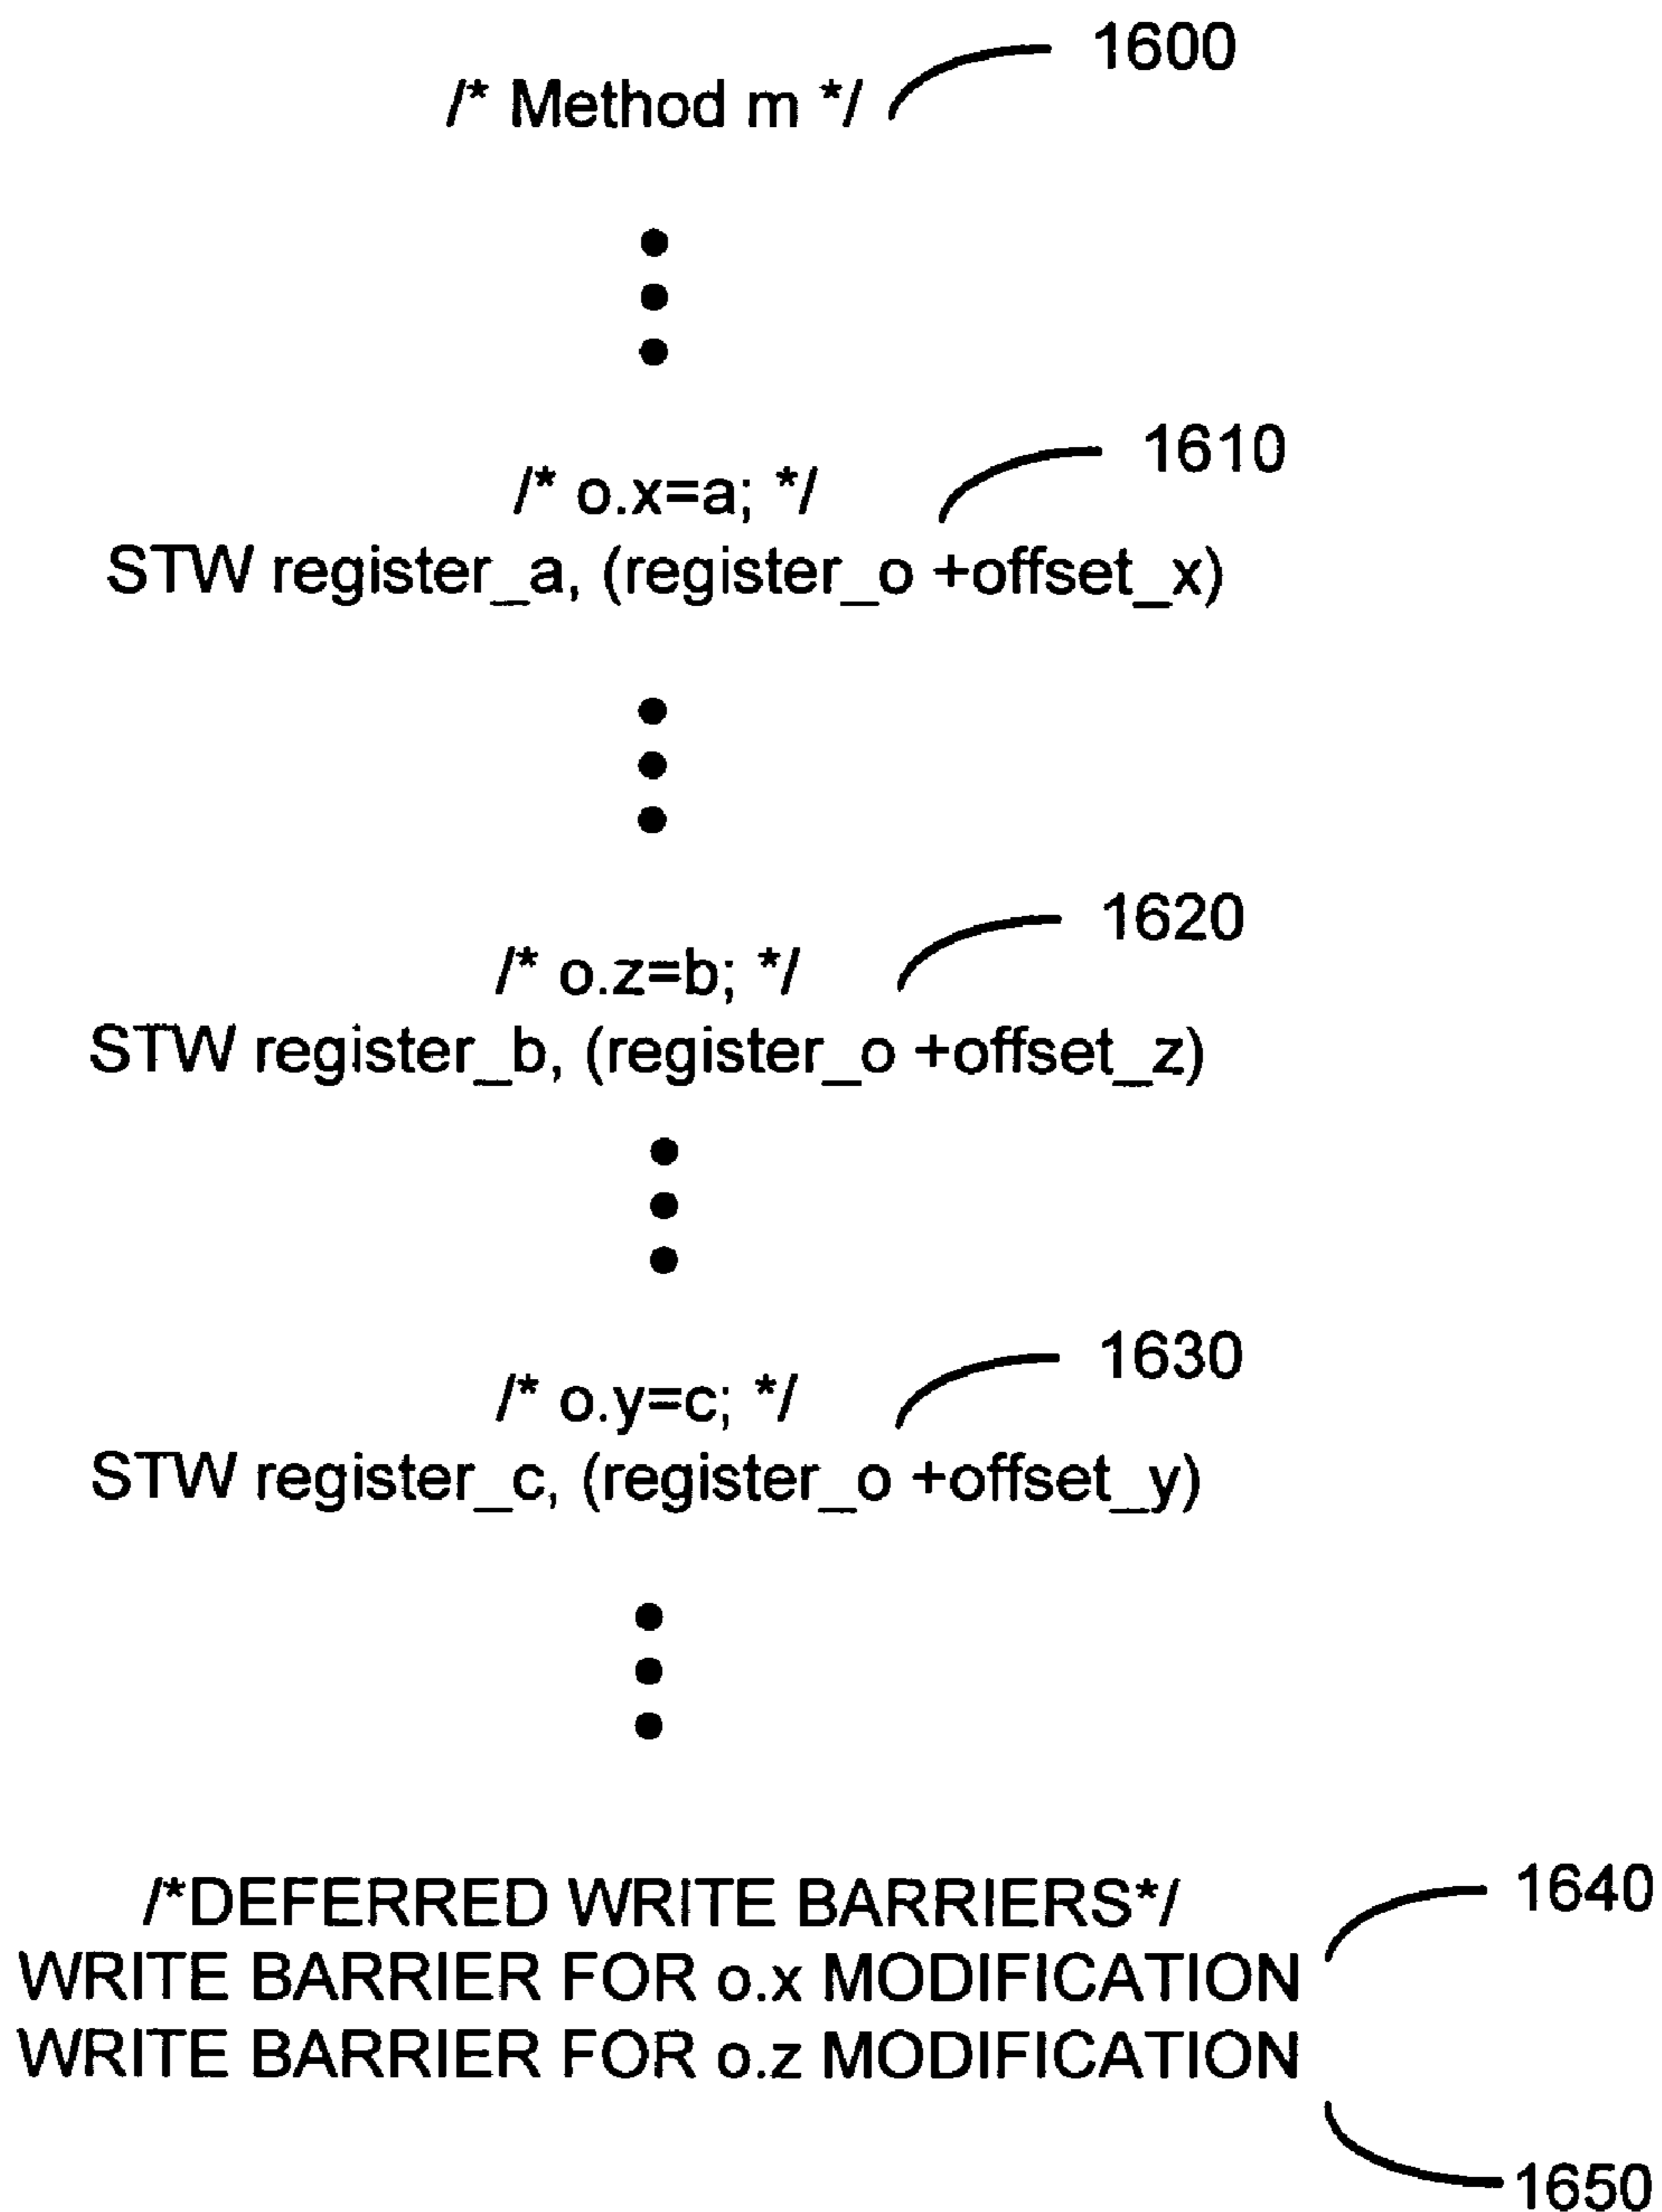 1600
/* Method m */
1610
/* o.x=a; */
STW register_a, (register_o +offset_x)
1620
/* o.z=b; */
STW register_b, (register_o +offset_z)
1630
/* o.y=c; */
STW register_c, (register_o +offset_y)
/*DEFERRED WRITE BARRIERS*/
1640
WRITE BARRIER FOR o.x MODIFICATION
WRITE BARRIER FOR o.z MODIFICATION
1650